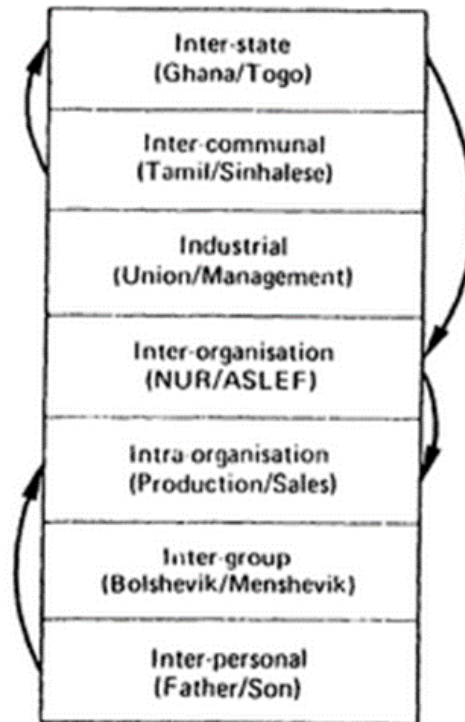 Inter-state
(Ghana/Togo)
Inter-communal
(Tamil/Sinhalese)
Industrial
(Union/Management)
Inter-organisation
(NUR/ASLEF)
Intra-organisation
(Production/Sales)
Inter-group
(Bolshevik/Menshevik)
Inter-personal
(Father/Son)